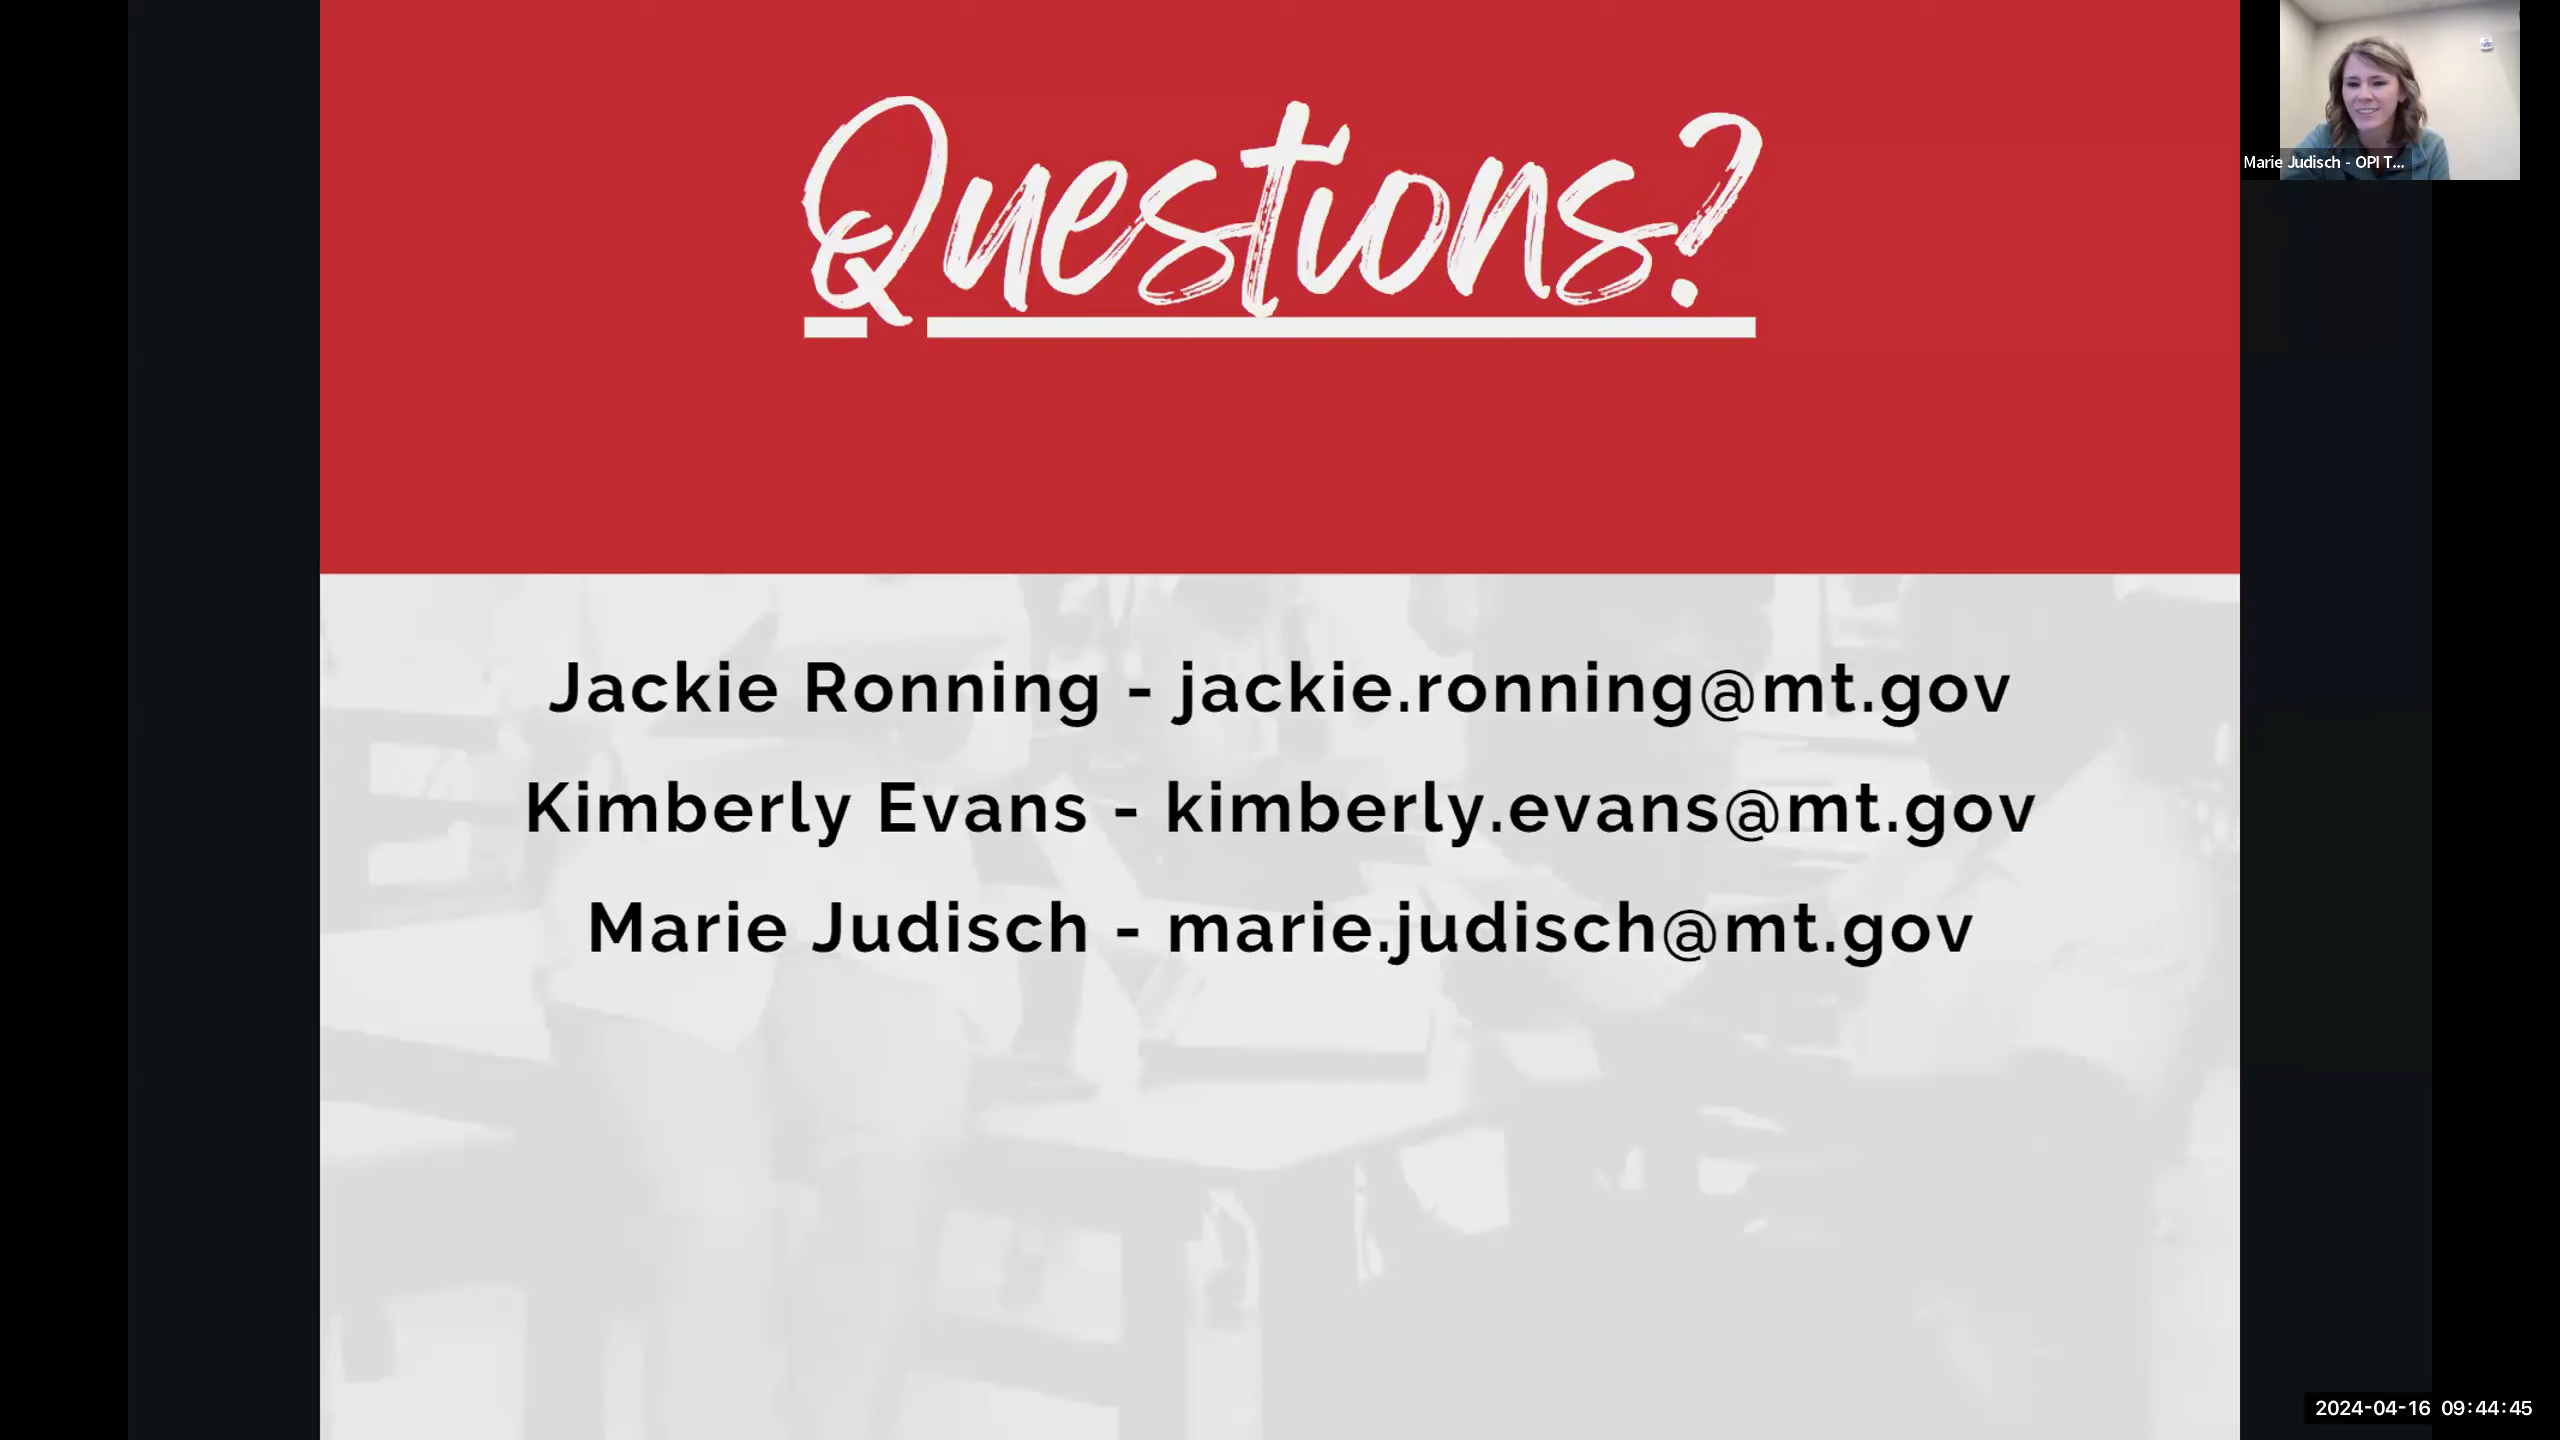 Questions?
Marie Judisch - OPI T...
Jackie Ronning - jackie.ronning@mt.gov
Kimberly Evans - kimberly.evans@mt.gov
Marie Judisch - marie.judisch@mt.gov
2024-04-16 09:44:45